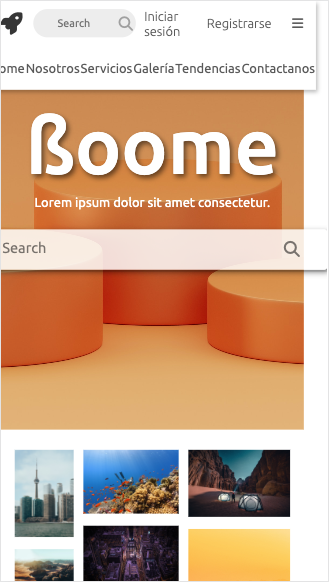 Search
Iniciar
sesión
Registrarse
ome Nosotros Servicios Galería Tendencias Contactanos
ßoome
Lorem ipsum dolor sit amet consectetur.
Search